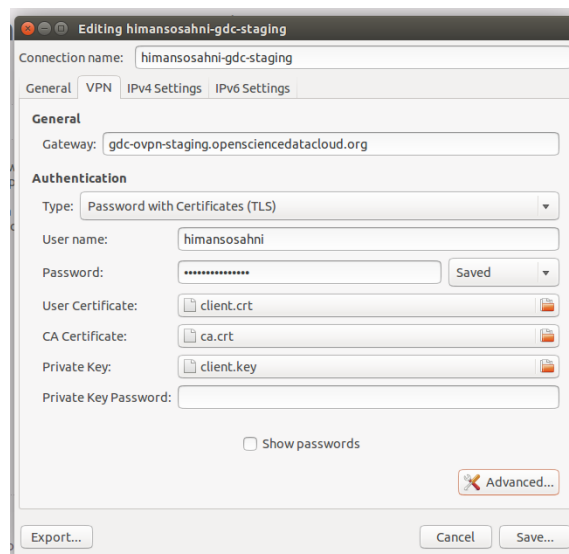 Editing himansosahni-gdc-staging
Connection name: himansosahni-gdc-staging
General VPN IPv4 Settings IPv6 Settings
General
Gateway: gdc-ovpn-staging.opensciencedatacloud.org
Authentication
Type: Password with Certificates (TLS)
User name: himansosahni
Password: ••••••••••••••• Saved
User Certificate: client.crt
CA Certificate: ca.crt
Private Key: client.key
Private Key Password:
Show passwords
Advanced...
Export... Cancel Save...